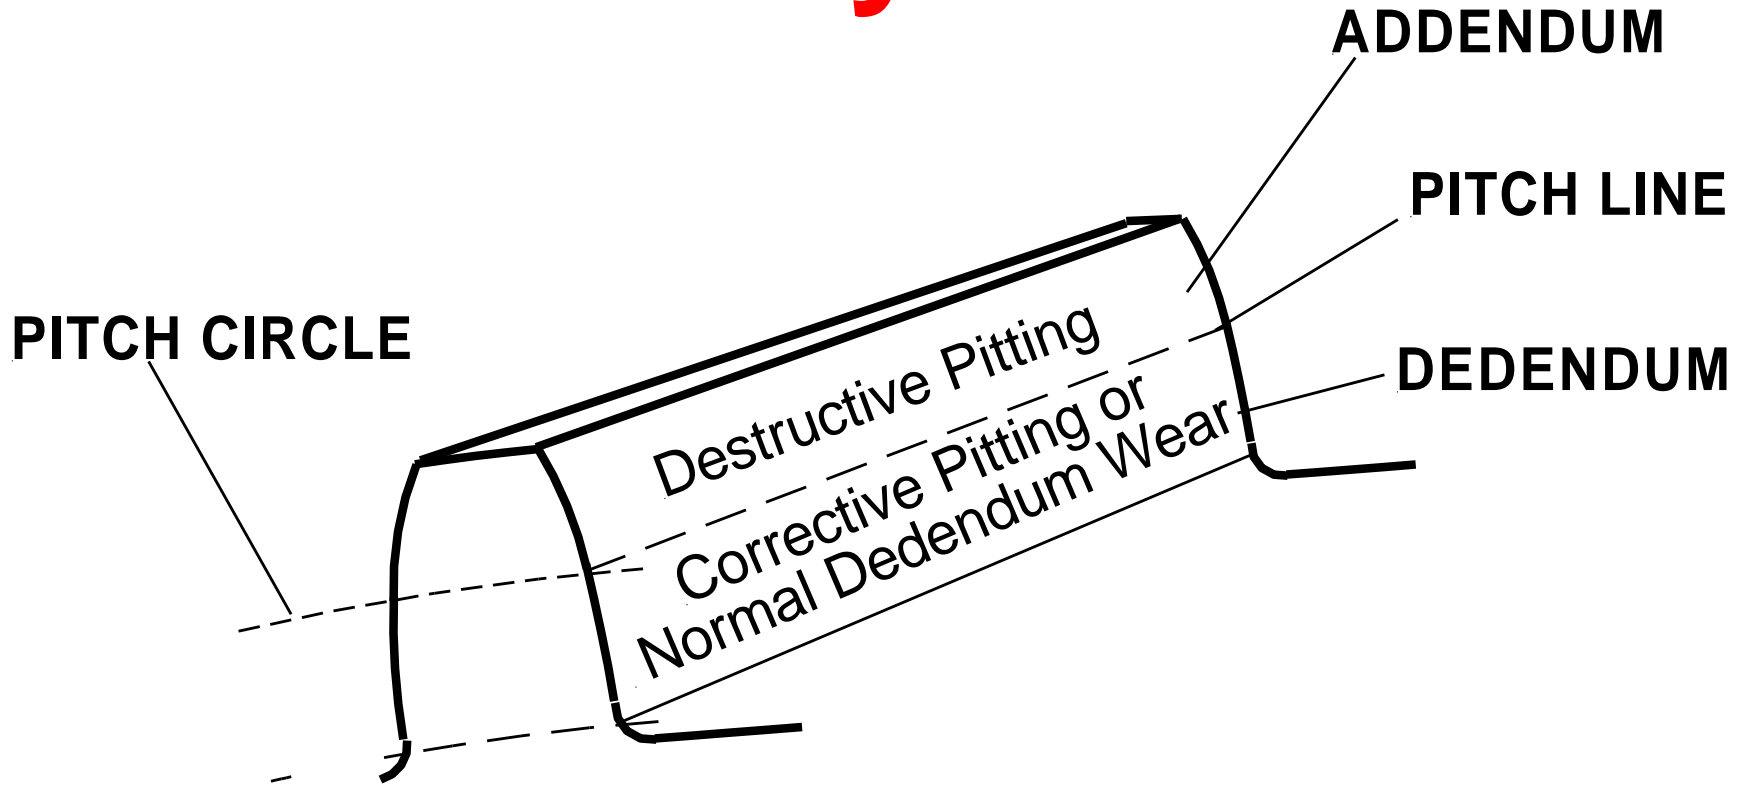 ADDENDUM
PITCH LINE
PITCH CIRCLE
DEDENDUM
Destructive Pitting
Corrective Pitting or
Normal Dedendum Wear